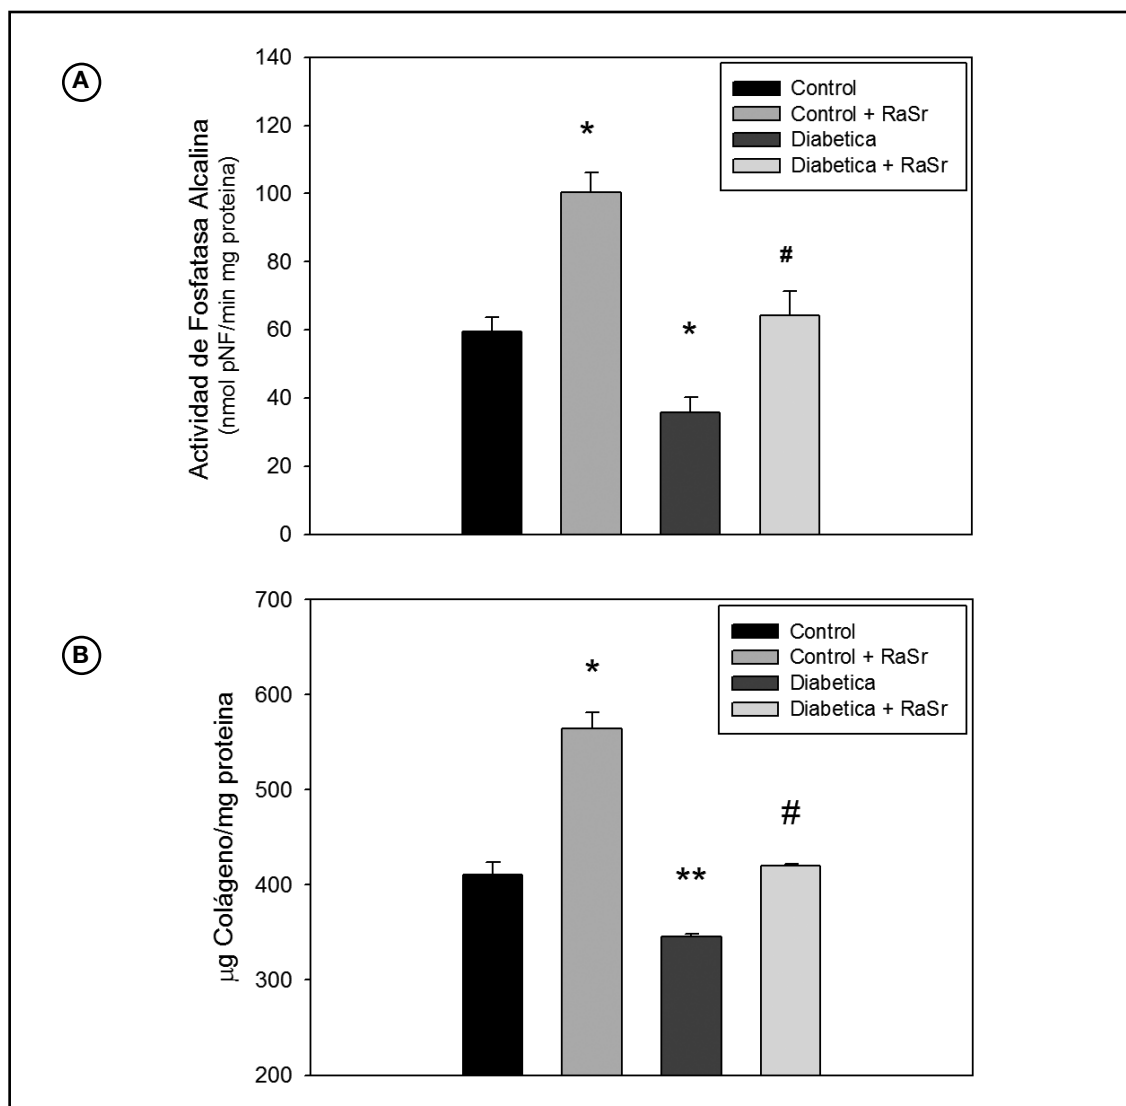 A
Actividad de Fosfatasa Alcalina
(nmol pNF/min mg proteina)
140
120
100
80
60
40
20
0
Control
Control + RaSr
Diabetica
Diabetica + RaSr
*
*
#
B
µg Colágeno/mg proteina
700
600
500
400
300
200
Control
Control + RaSr
Diabetica
Diabetica + RaSr
*
**
#